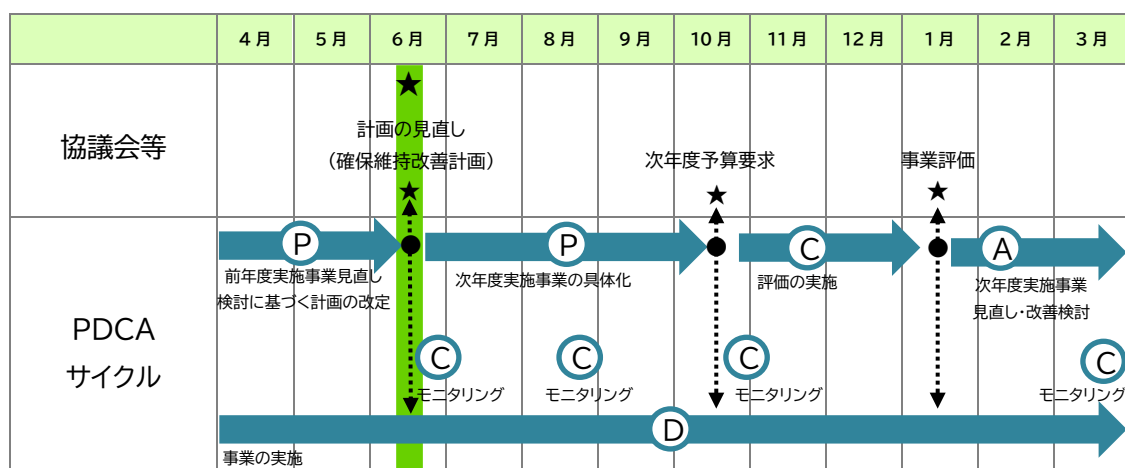 4月 5月 6月 7月 8月 9月 10月 11月 12月 1月 2月 3月
協議会等
★
計画の見直し
（確保維持改善計画）
★
次年度予算要求
★
事業評価
★
PDCA
サイクル
P
前年度実施事業見直し
検討に基づく計画の改定
P
次年度実施事業の具体化
C
評価の実施
A
次年度実施事業
見直し・改善検討
C
モニタリング
C
モニタリング
C
モニタリング
C
モニタリング
D
事業の実施